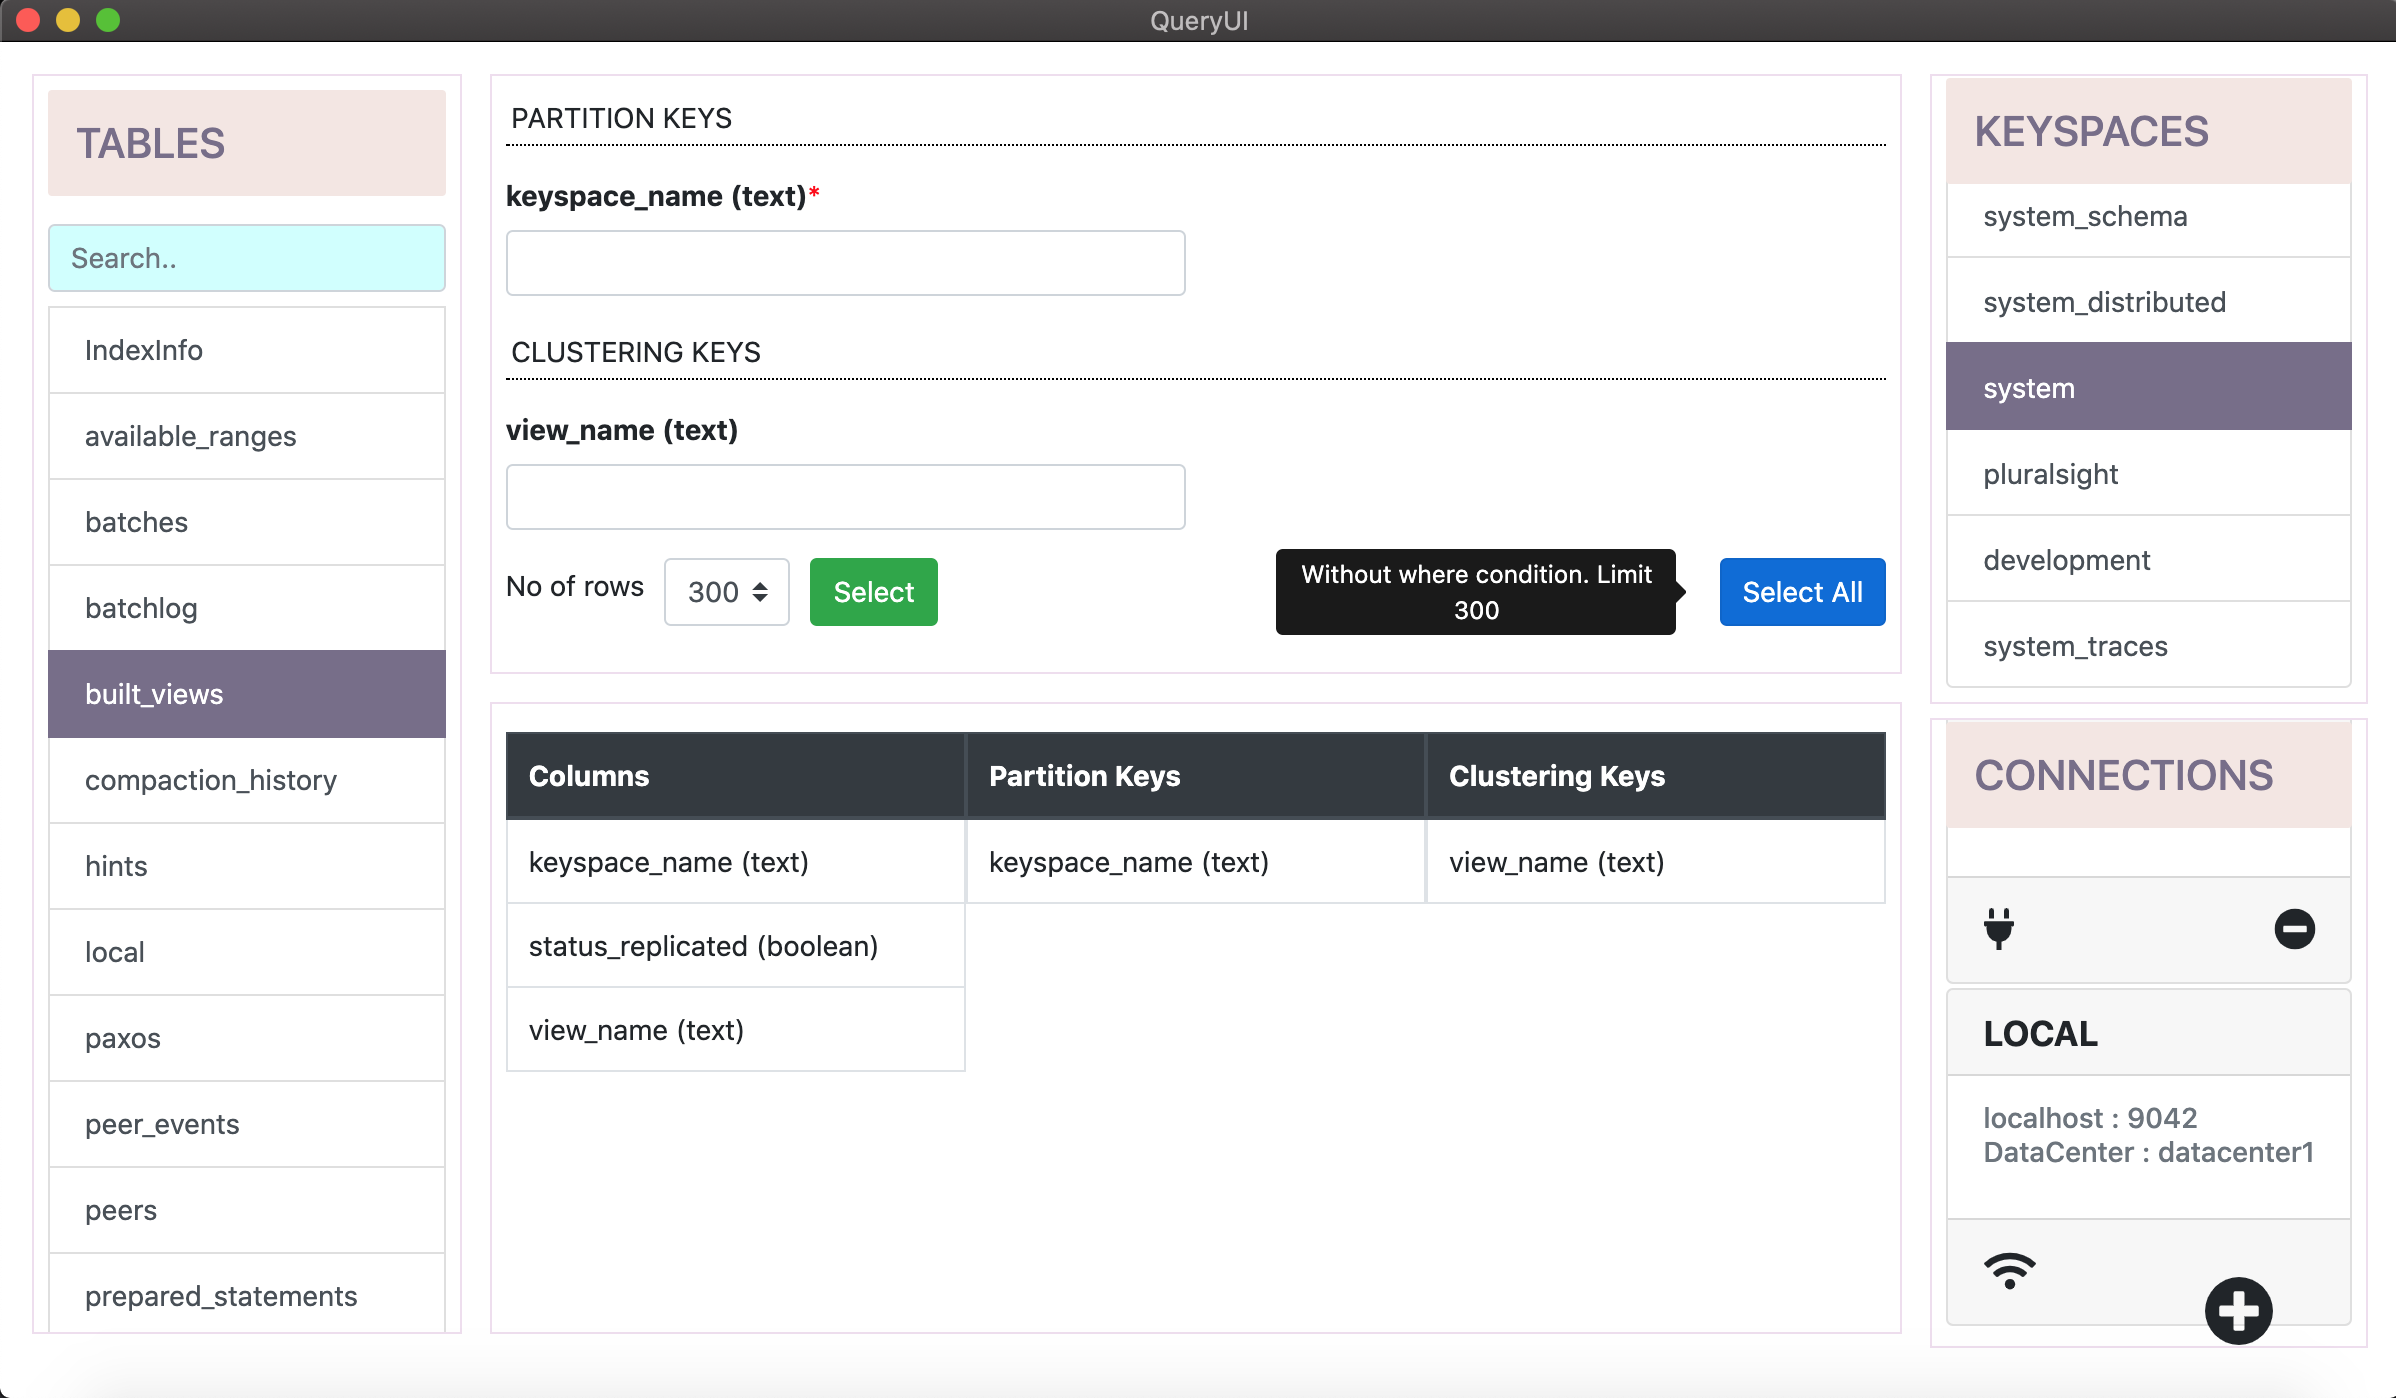 QueryUI
TABLES
Search..
IndexInfo
available_ranges
batches
batchlog
built_views
compaction_history
hints
local
paxos
peer_events
peers
prepared_statements
PARTITION KEYS
keyspace_name (text)*
CLUSTERING KEYS
view_name (text)
No of rows
300
Select
Without where condition. Limit
300
Select All
Columns Partition Keys Clustering Keys
keyspace_name (text) keyspace_name (text) view_name (text)
status_replicated (boolean)
view_name (text)
KEYSPACES
system_schema
system_distributed
system
pluralsight
development
system_traces
CONNECTIONS
LOCAL
localhost : 9042
DataCenter : datacenter1